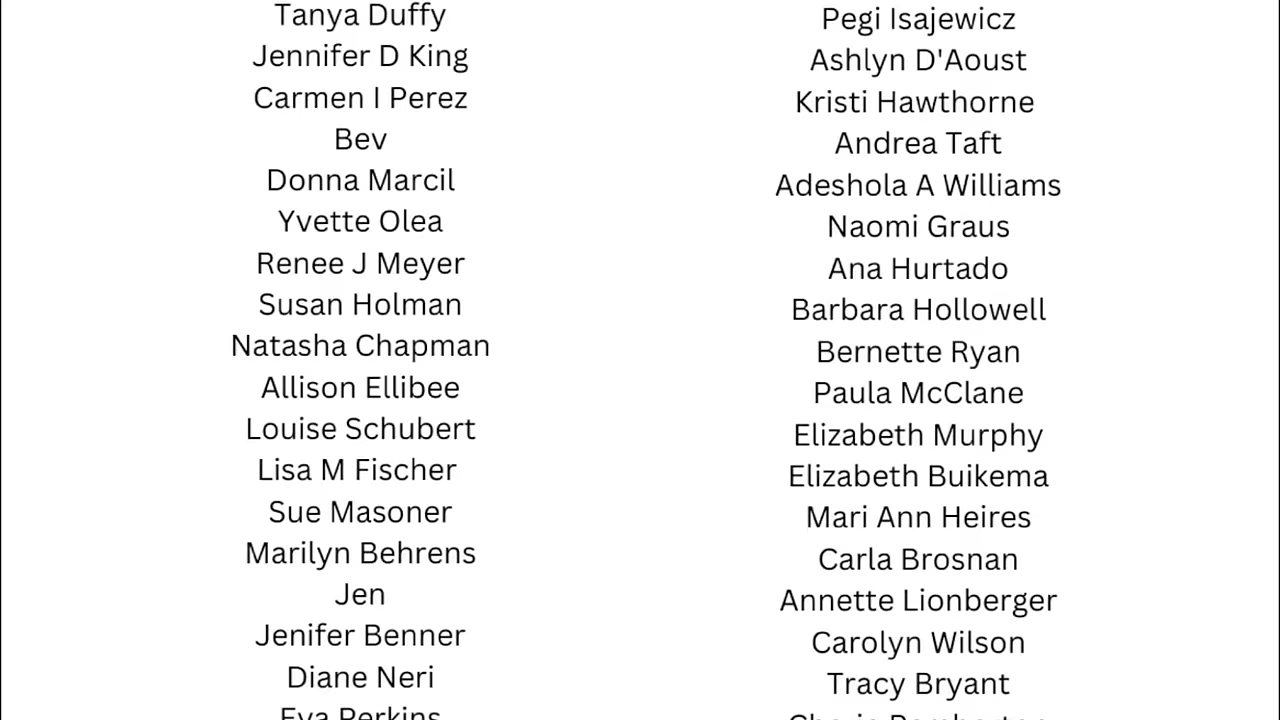 Tanya Duffy
Jennifer D King
Carmen I Perez
Bev
Donna Marcil
Yvette Olea
Renee J Meyer
Susan Holman
Natasha Chapman
Allison Ellibee
Louise Schubert
Lisa M Fischer
Sue Masoner
Marilyn Behrens
Jen
Jenifer Benner
Diane Neri
Eva Perkins
Pegi Isajewicz
Ashlyn D'Aoust
Kristi Hawthorne
Andrea Taft
Adeshola A Williams
Naomi Graus
Ana Hurtado
Barbara Hollowell
Bernette Ryan
Paula McClane
Elizabeth Murphy
Elizabeth Buikema
Mari Ann Heires
Carla Brosnan
Annette Lionberger
Carolyn Wilson
Tracy Bryant